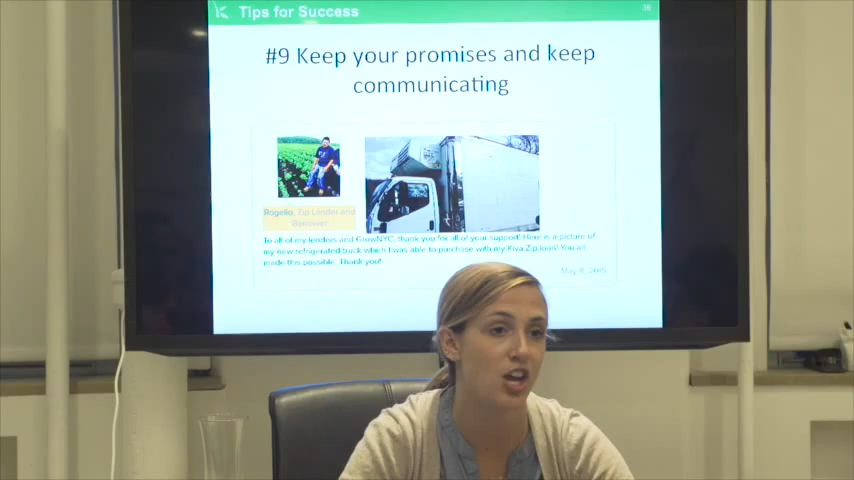 Tips for Success
36
#9 Keep your promises and keep
communicating
Rogelio, Zip Lender and
Borrower
To all of my lenders and GrowNYC, thank you for all of your support! Here is a picture of
my new refrigerated truck which I was able to purchase with my Kiva Zip loan! You all
made this possible. Thank you!
May 8, 2015